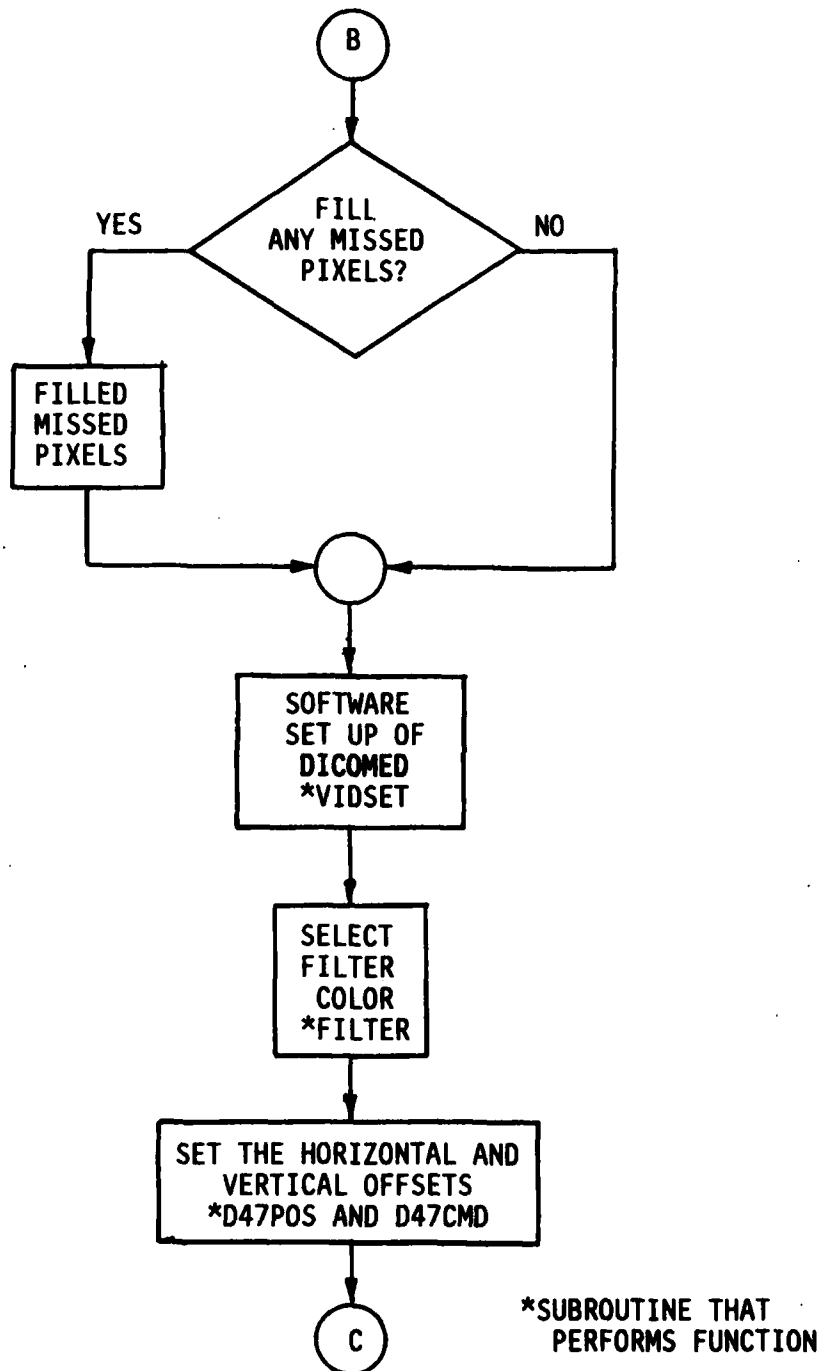 B
FILL
ANY MISSED
PIXELS?
YES
NO
FILLED
MISSED
PIXELS
SOFTWARE
SET UP OF
DICOMED
*VIDSET
SELECT
FILTER
COLOR
*FILTER
SET THE HORIZONTAL AND
VERTICAL OFFSETS
*D47POS AND D47CMD
C
*SUBROUTINE THAT
PERFORMS FUNCTION